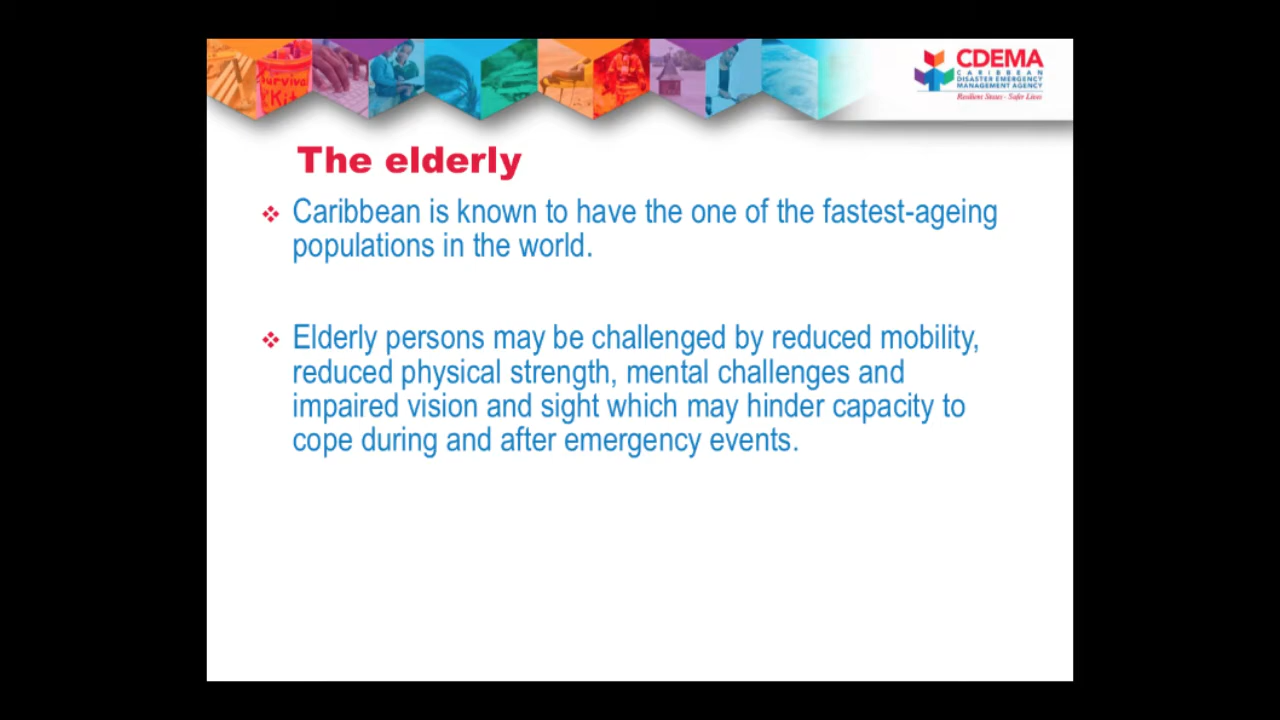 Survival
Kit
CDEMA
CARIBBEAN
DISASTER EMERGENCY
MANAGEMENT AGENCY
Resilient States - Safer Lives
The elderly
Caribbean is known to have the one of the fastest-ageing
populations in the world.
Elderly persons may be challenged by reduced mobility,
reduced physical strength, mental challenges and
impaired vision and sight which may hinder capacity to
cope during and after emergency events.